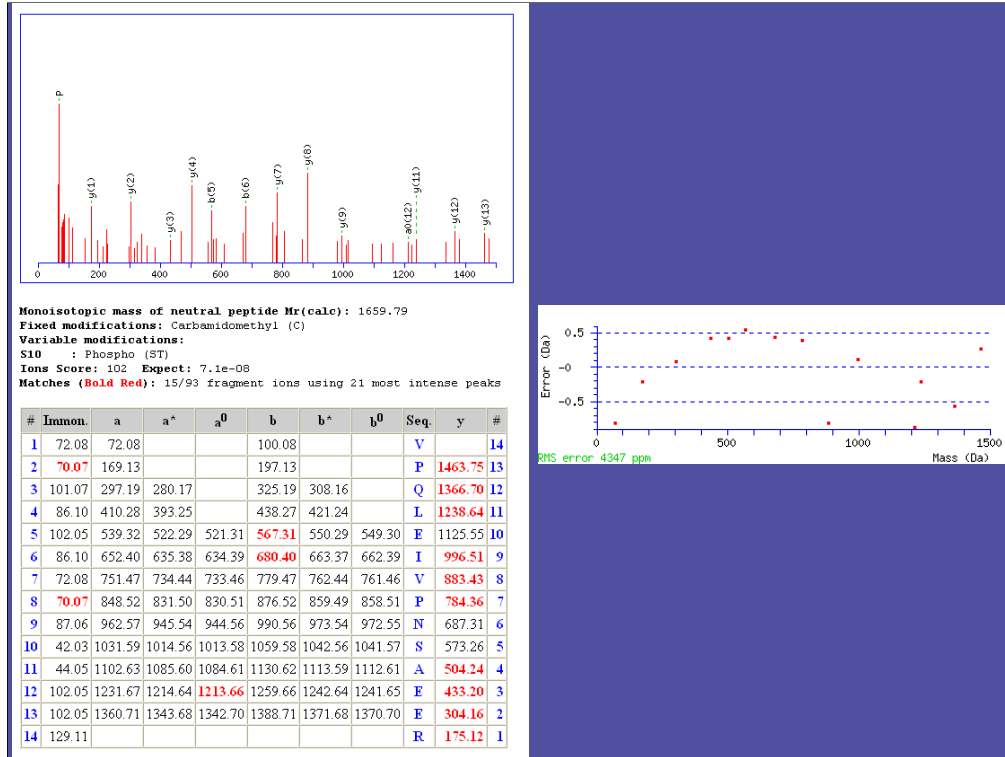 P
y(1)
y(2)
y(3)
y(4)
b(5)
b(6)
y(7)
y(8)
y(9)
a0(12)
y(11)
y(12)
y(13)
0 200 400 600 800 1000 1200 1400
Monoisotopic mass of neutral peptide Mr(calc): 1659.79
Fixed modifications: Carbamidomethyl (C)
Variable modifications:
S10 : Phospho (ST)
Ions Score: 102 Expect: 7.1e-08
Matches (Bold Red): 15/93 fragment ions using 21 most intense peaks
# Immon. a a* a0 b b* b0 Seq. y #
1 72.08 72.08 100.08 V 14
2 70.07 169.13 197.13 P 1463.75 13
3 101.07 297.19 280.17 325.19 308.16 Q 1366.70 12
4 86.10 410.28 393.25 438.27 421.24 L 1238.64 11
5 102.05 539.32 522.29 521.31 567.31 550.29 549.30 E 1125.55 10
6 86.10 652.40 635.38 634.39 680.40 663.37 662.39 I 996.51 9
7 72.08 751.47 734.44 733.46 779.47 762.44 761.46 V 883.43 8
8 70.07 848.52 831.50 830.51 876.52 859.49 858.51 P 784.36 7
9 87.06 962.57 945.54 944.56 990.56 973.54 972.55 N 687.31 6
10 42.03 1031.59 1014.56 1013.58 1059.58 1042.56 1041.57 S 573.26 5
11 44.05 1102.63 1085.60 1084.61 1130.62 1113.59 1112.61 A 504.24 4
12 102.05 1231.67 1214.64 1213.66 1259.66 1242.64 1241.65 E 433.20 3
13 102.05 1360.71 1343.68 1342.70 1388.71 1371.68 1370.70 E 304.16 2
14 129.11 R 175.12 1
Error (Da)
0.5
-0
-0.5
0 500 1000 1500
RMS error 4347 ppm Mass (Da)